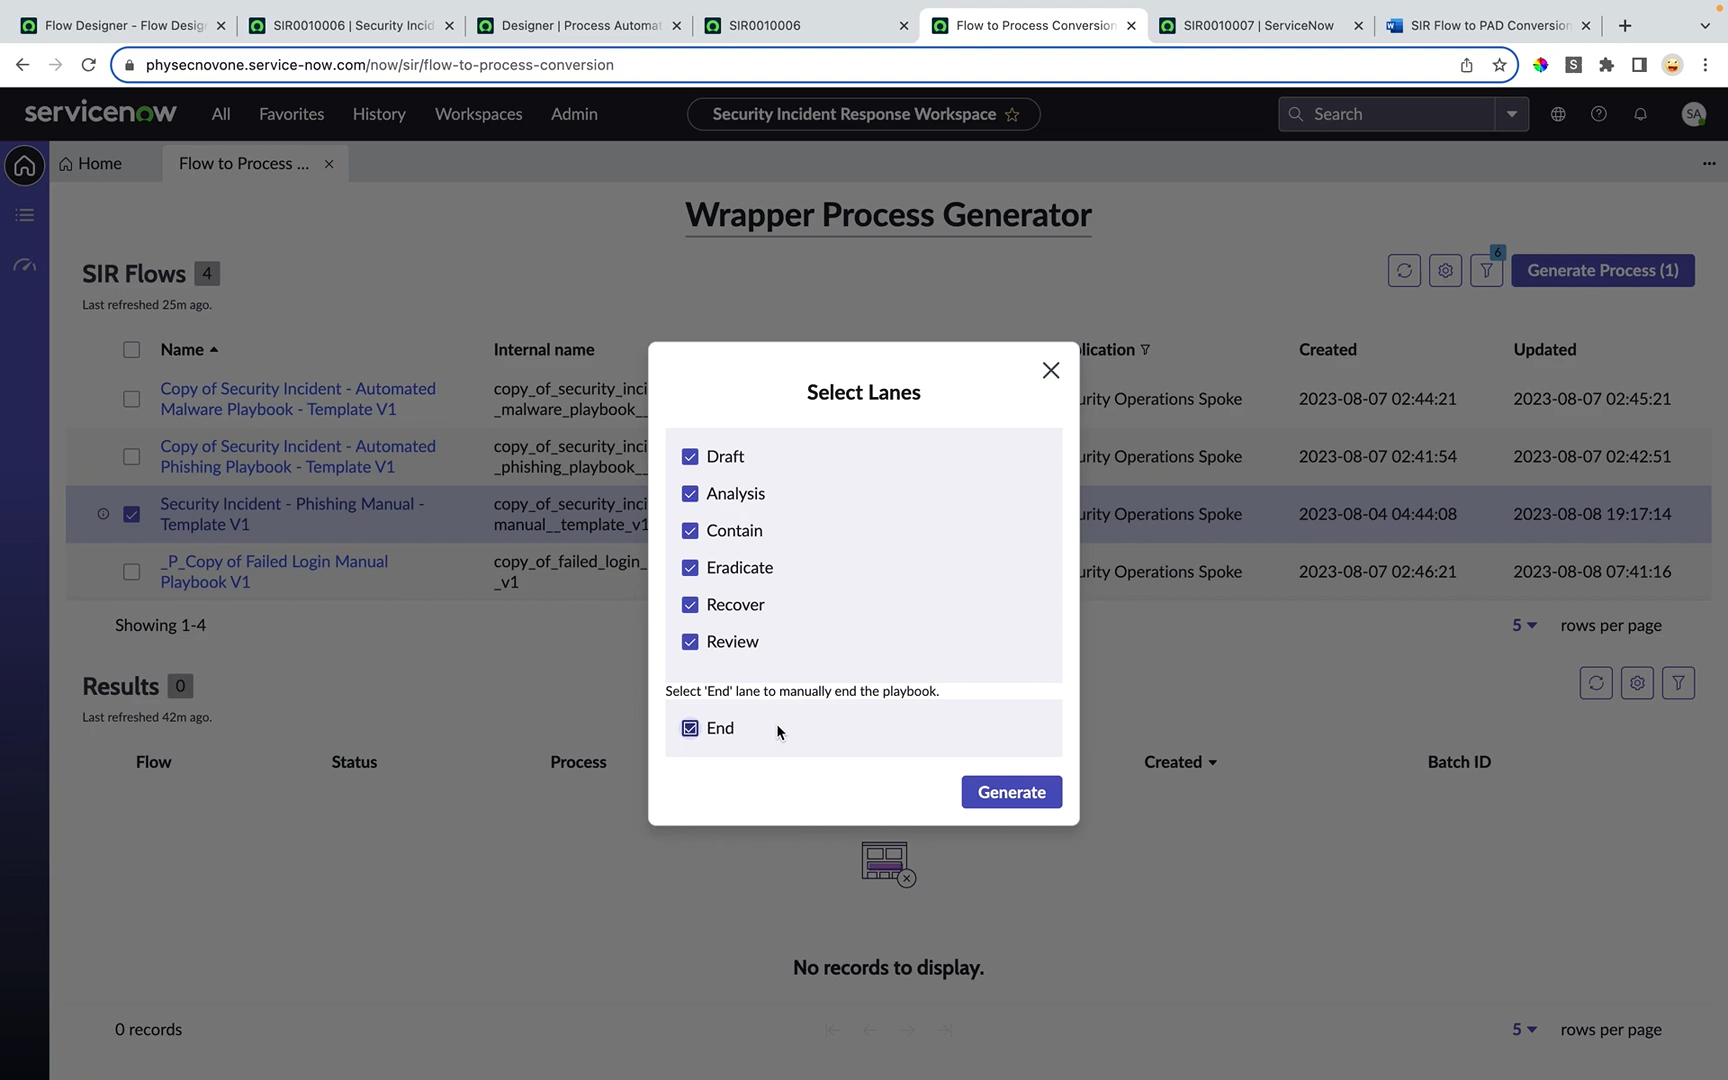 Flow Designer - Flow Desig
SIR0010006 | Security Incid
Designer | Process Automat
SIR0010006
Flow to Process Conversion
SIR0010007 | ServiceNow
SIR Flow to PAD Conversion
physecnovone.service-now.com/now/sir/flow-to-process-conversion
S
servicenow
All
Favorites
History
Workspaces
Admin
Security Incident Response Workspace
Search
SA
Home
Flow to Process ...
Wrapper Process Generator
SIR Flows 4
Last refreshed 25m ago.
6
Generate Process (1)
Name
Internal name
lication
Created
Updated
Copy of Security Incident - Automated
Malware Playbook - Template V1
copy_of_security_inci
_malware_playbook_
urity Operations Spoke
2023-08-07 02:44:21
2023-08-07 02:45:21
Copy of Security Incident - Automated
Phishing Playbook - Template V1
copy_of_security_inci
_phishing_playbook_
urity Operations Spoke
2023-08-07 02:41:54
2023-08-07 02:42:51
Security Incident - Phishing Manual -
Template V1
copy_of_security_inci
manual__template_v1
urity Operations Spoke
2023-08-04 04:44:08
2023-08-08 19:17:14
_P_Copy of Failed Login Manual
Playbook V1
copy_of_failed_login_
_v1
urity Operations Spoke
2023-08-07 02:46:21
2023-08-08 07:41:16
Showing 1-4
5 rows per page
Select Lanes
Draft
Analysis
Contain
Eradicate
Recover
Review
Select 'End' lane to manually end the playbook.
End
Generate
Results 0
Last refreshed 42m ago.
Flow
Status
Process
Created
Batch ID
No records to display.
0 records
5 rows per page